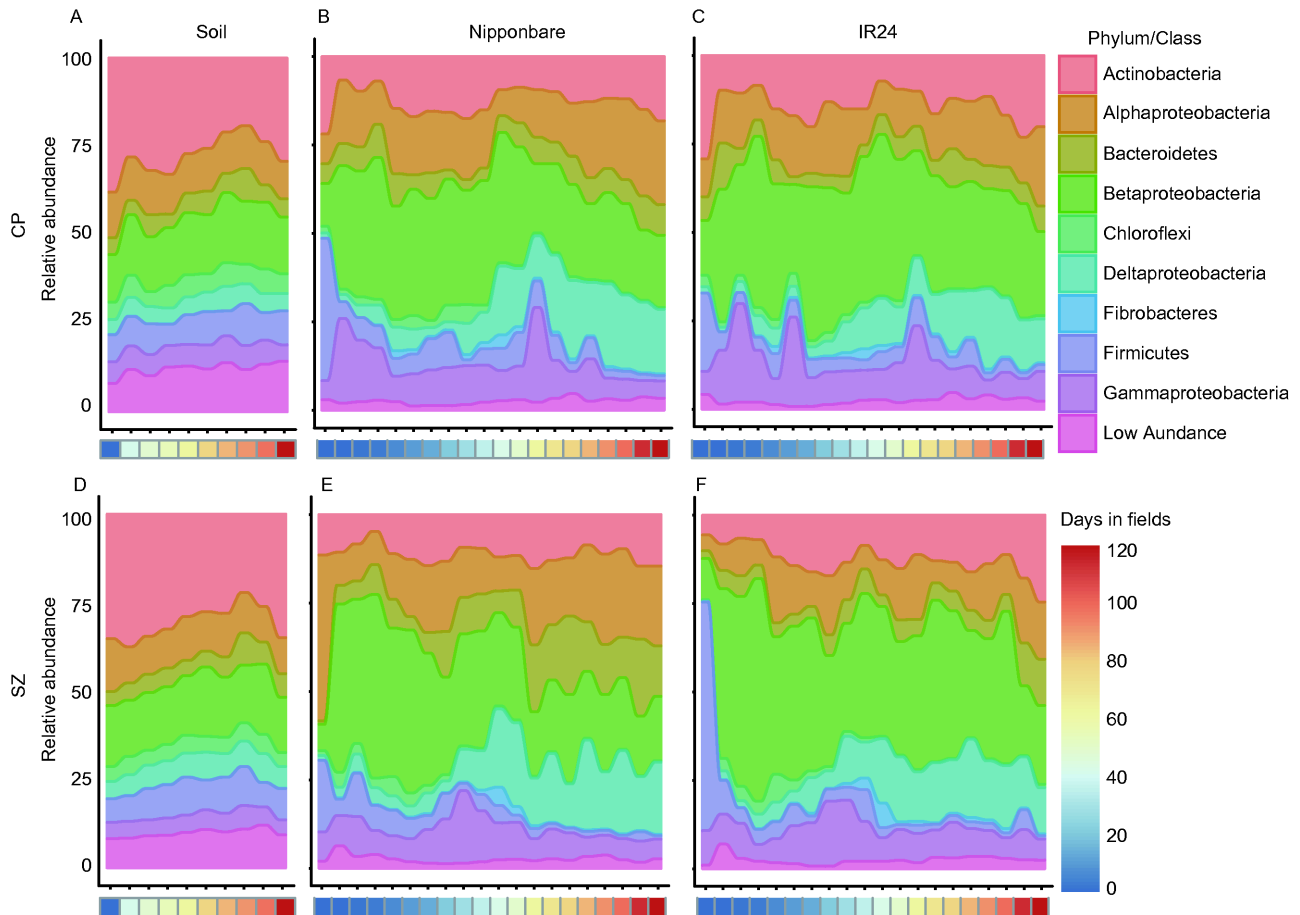 A
Soil
B
Nipponbare
C
IR24
CP
Relative abundance
100
75
50
25
0
Phylum/Class
Actinobacteria
Alphaproteobacteria
Bacteroidetes
Betaproteobacteria
Chloroflexi
Deltaproteobacteria
Fibrobacteres
Firmicutes
Gammaproteobacteria
Low Aundance
D
E
F
SZ
Relative abundance
100
75
50
25
0
Days in fields
120
100
80
60
40
20
0